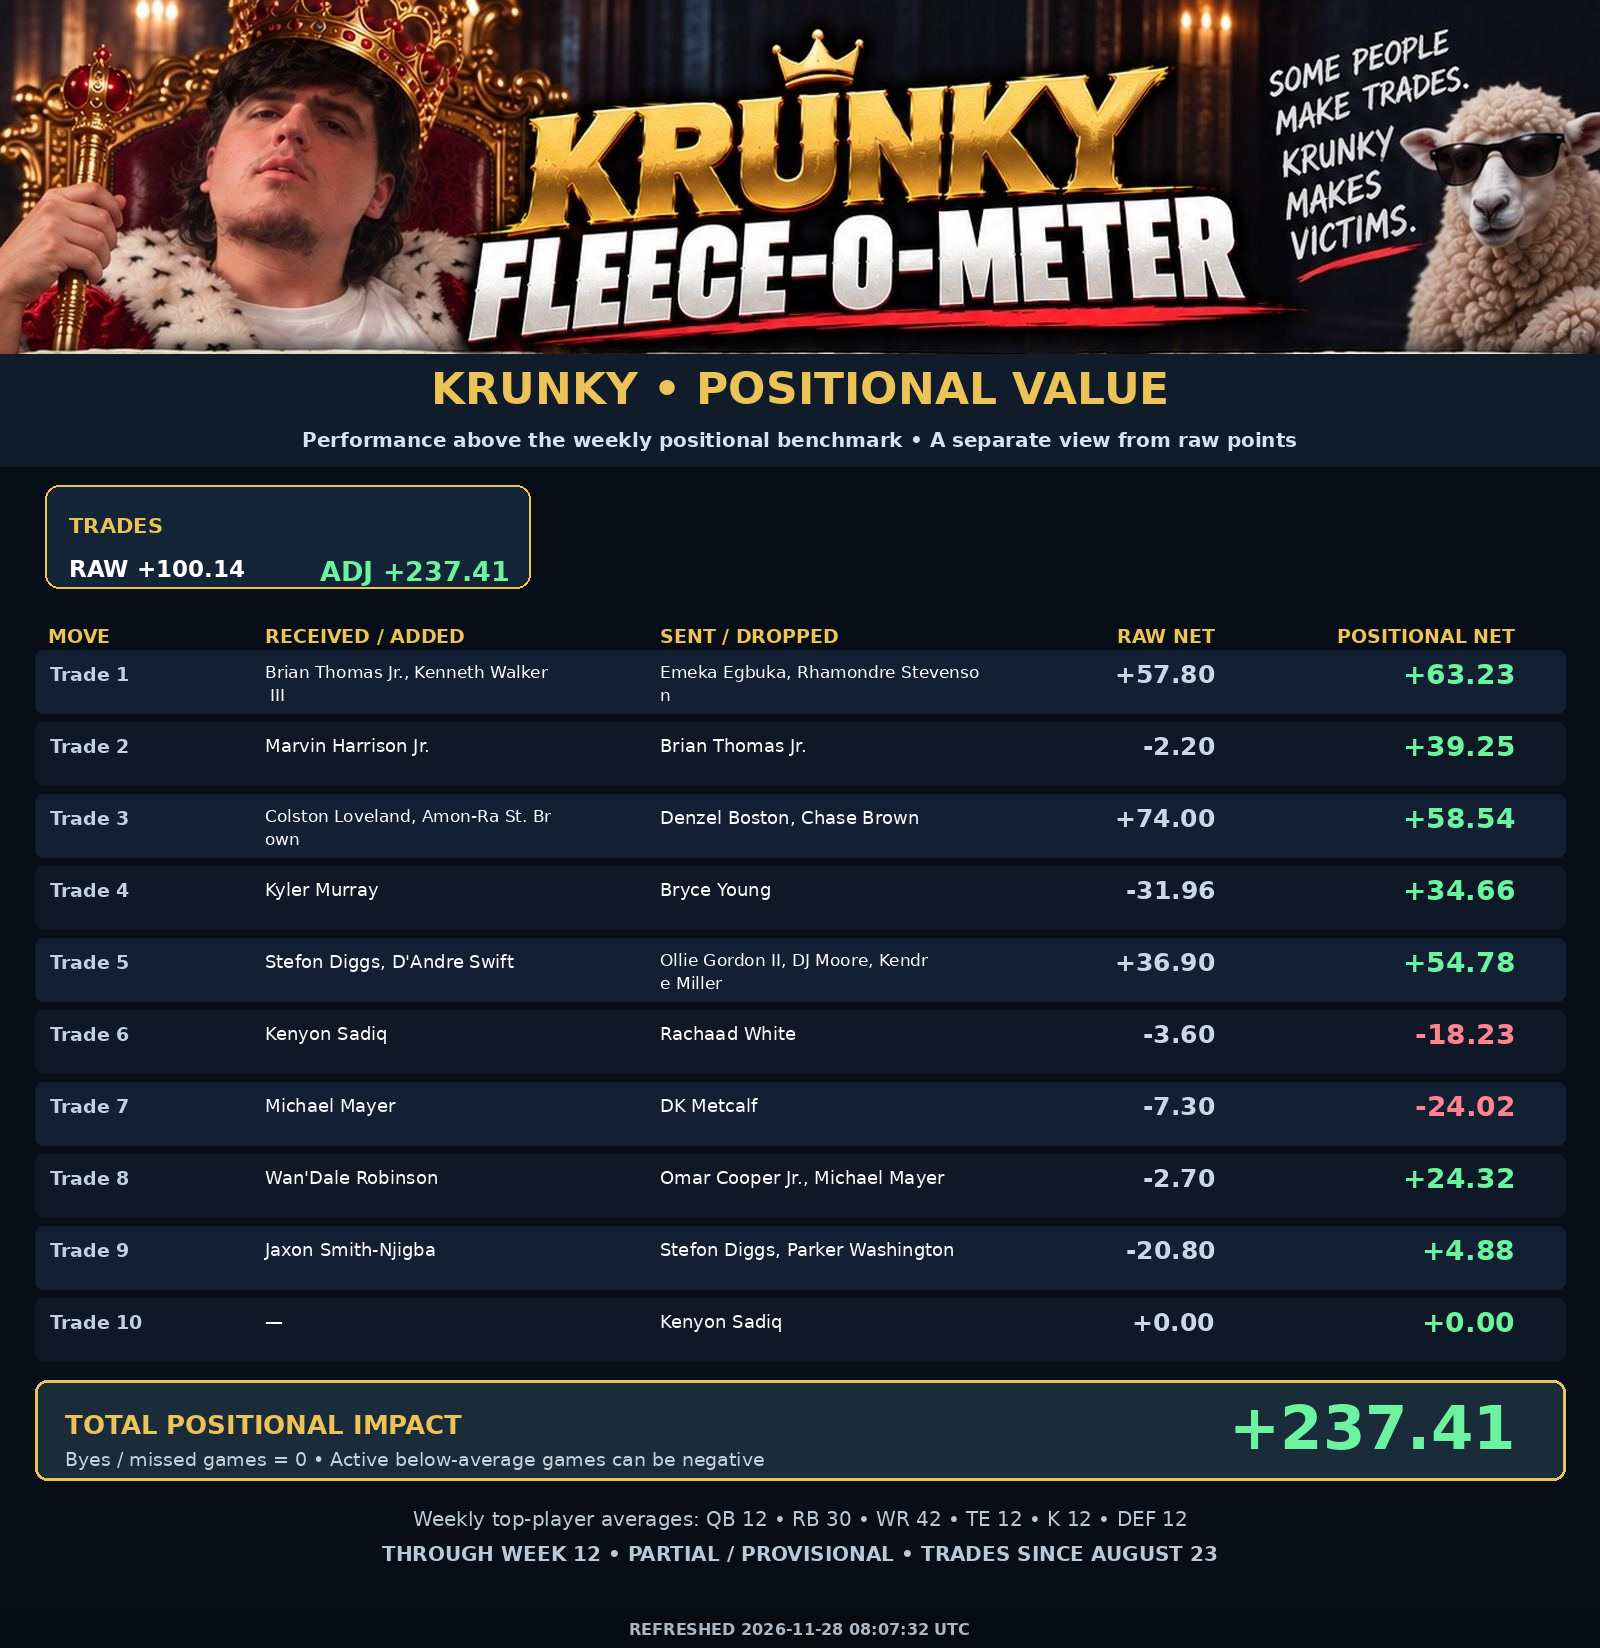 KRUNKY
FLEECE-O-METER
SOME PEOPLE
MAKE TRADES.
KRUNKY
MAKES
VICTIMS.
KRUNKY • POSITIONAL VALUE
Performance above the weekly positional benchmark • A separate view from raw points
TRADES
RAW +100.14 ADJ +237.41
MOVE RECEIVED / ADDED SENT / DROPPED RAW NET POSITIONAL NET
Trade 1 Brian Thomas Jr., Kenneth Walker Emeka Egbuka, Rhamondre Stevenso +57.80 +63.23
III n
Trade 2 Marvin Harrison Jr. Brian Thomas Jr. -2.20 +39.25
Trade 3 Colston Loveland, Amon-Ra St. Br Denzel Boston, Chase Brown +74.00 +58.54
own
Trade 4 Kyler Murray Bryce Young -31.96 +34.66
Trade 5 Stefon Diggs, D'Andre Swift Ollie Gordon II, DJ Moore, Kendr +36.90 +54.78
e Miller
Trade 6 Kenyon Sadiq Rachaad White -3.60 -18.23
Trade 7 Michael Mayer DK Metcalf -7.30 -24.02
Trade 8 Wan'Dale Robinson Omar Cooper Jr., Michael Mayer -2.70 +24.32
Trade 9 Jaxon Smith-Njigba Stefon Diggs, Parker Washington -20.80 +4.88
Trade 10 — Kenyon Sadiq +0.00 +0.00
TOTAL POSITIONAL IMPACT +237.41
Byes / missed games = 0 • Active below-average games can be negative
Weekly top-player averages: QB 12 • RB 30 • WR 42 • TE 12 • K 12 • DEF 12
THROUGH WEEK 12 • PARTIAL / PROVISIONAL • TRADES SINCE AUGUST 23
REFRESHED 2026-11-28 08:07:32 UTC